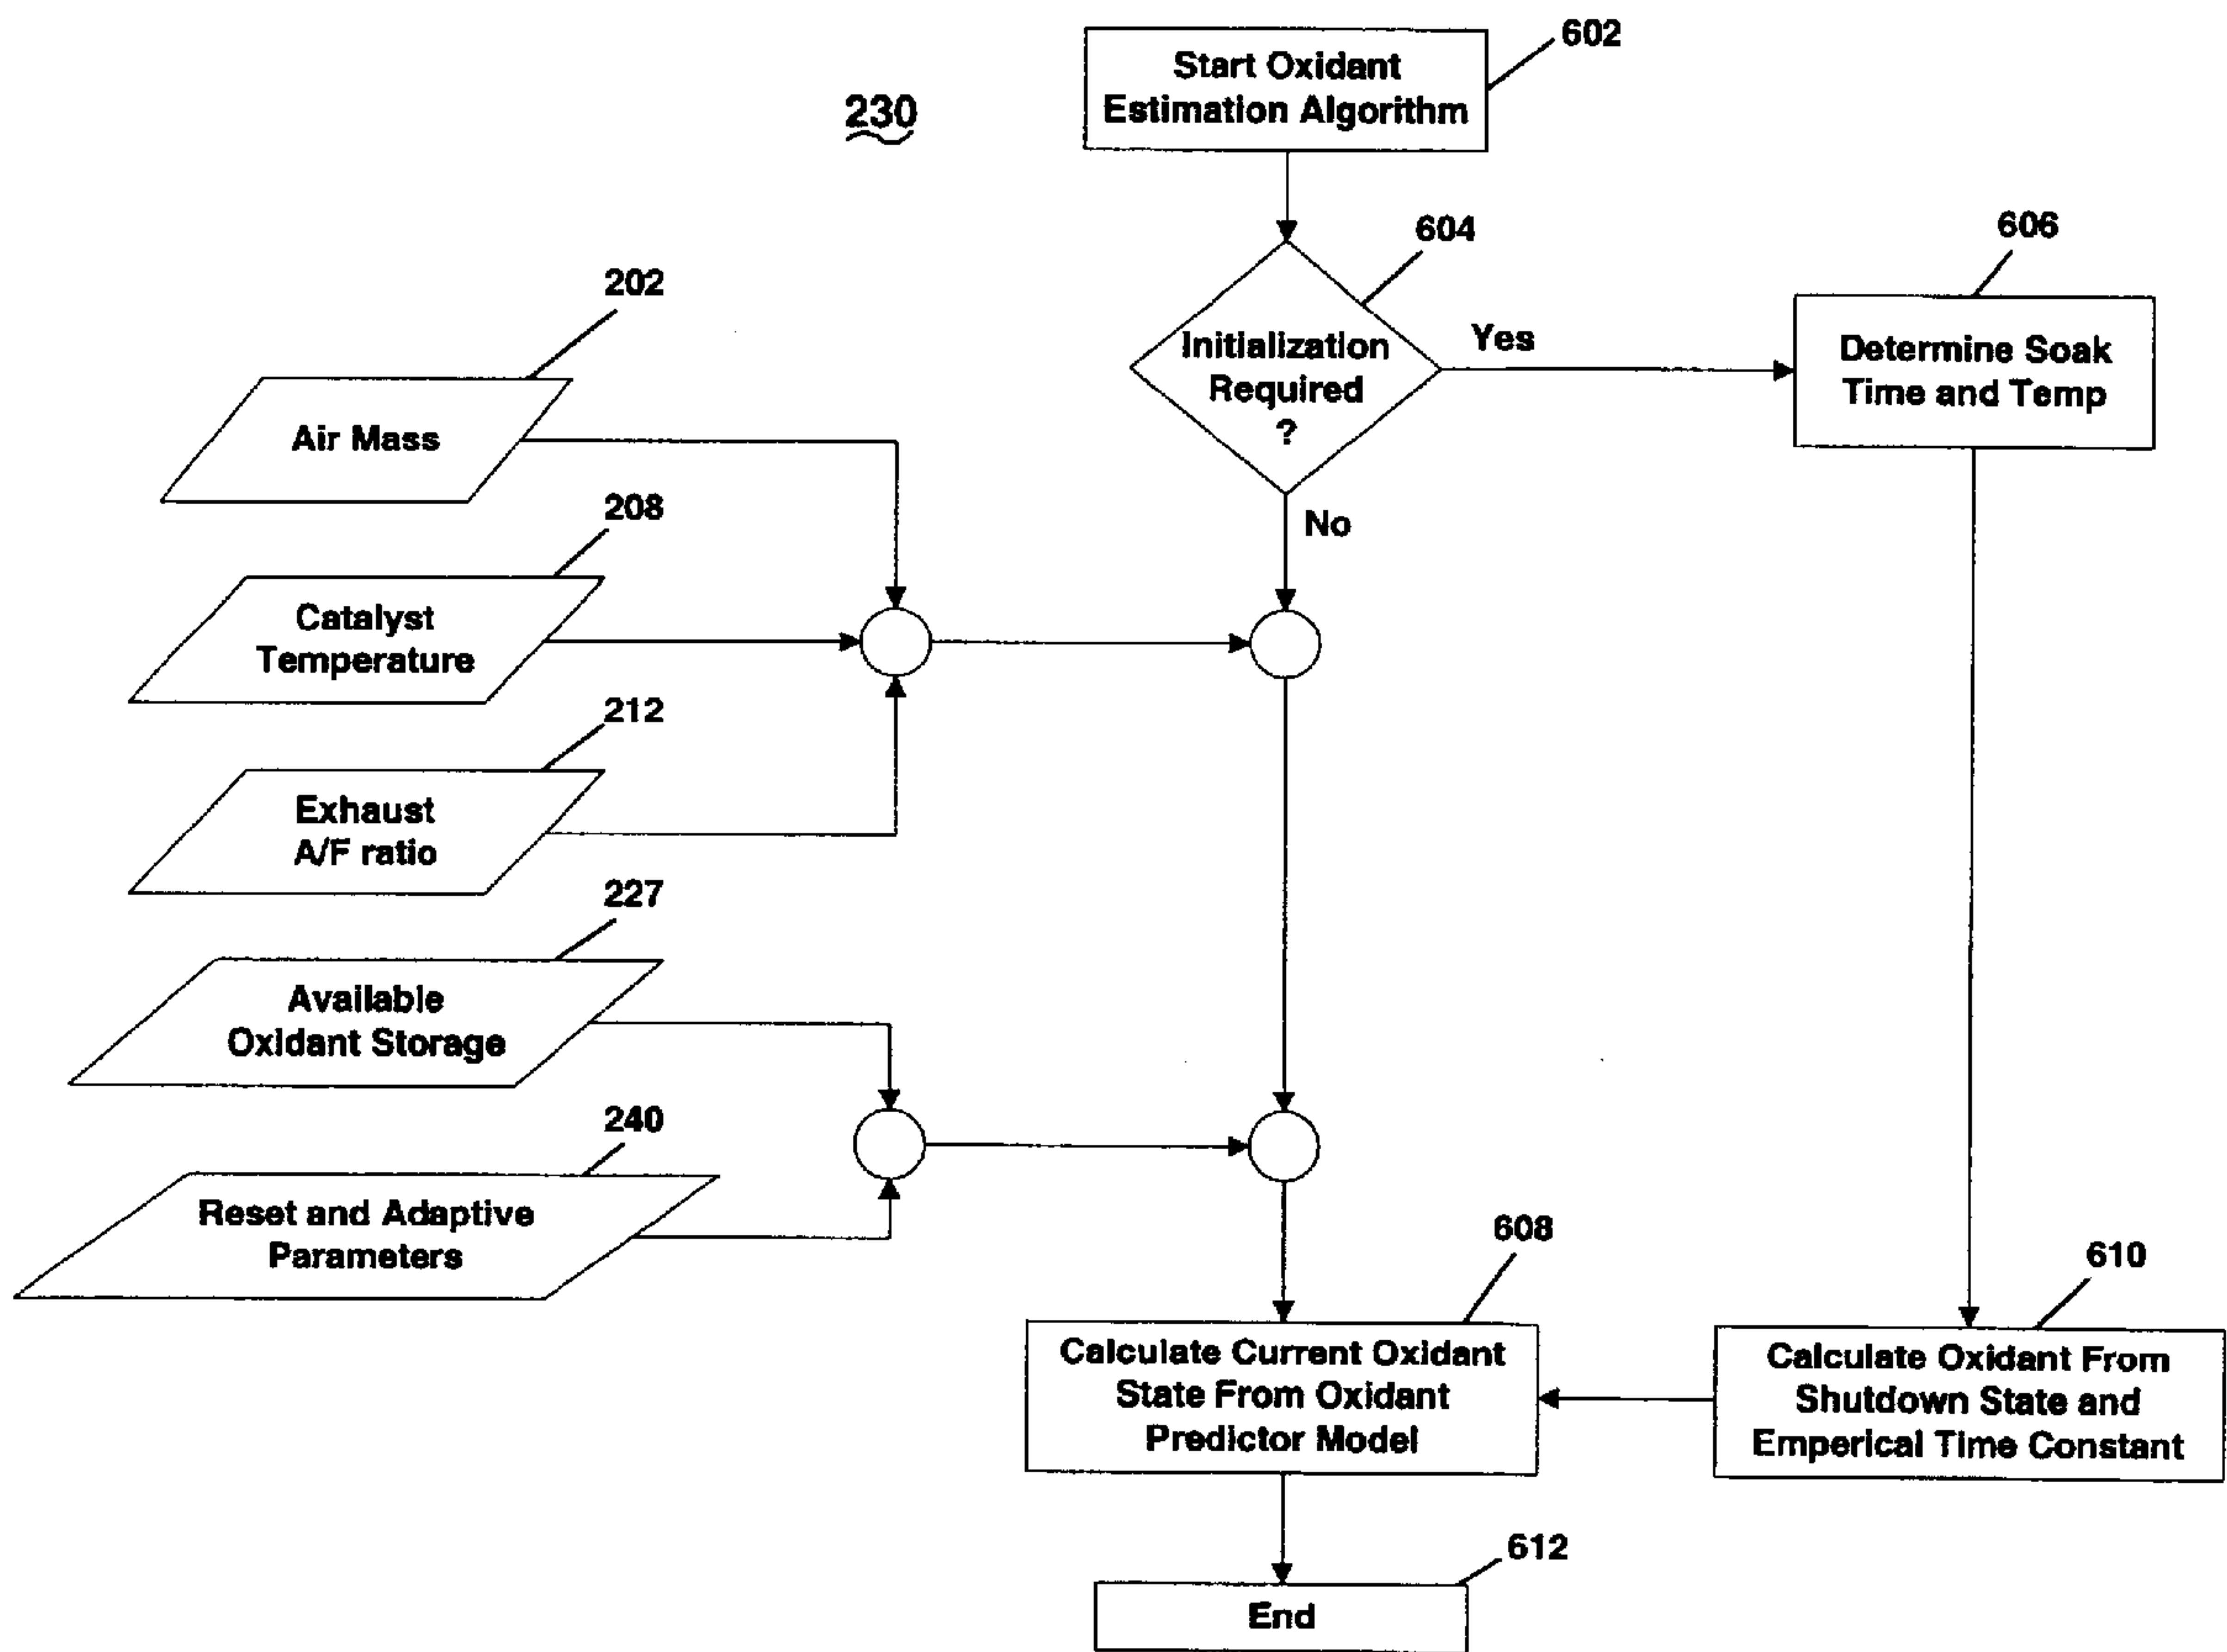 602
Start Oxidant
Estimation Algorithm
230
604
606
Initialization
Required
?
Yes
Determine Soak
Time and Temp
202
Air Mass
No
208
Catalyst
Temperature
212
Exhaust
A/F ratio
227
Available
Oxidant Storage
240
Reset and Adaptive
Parameters
608
Calculate Current Oxidant
State From Oxidant
Predictor Model
610
Calculate Oxidant From
Shutdown State and
Emperical Time Constant
612
End